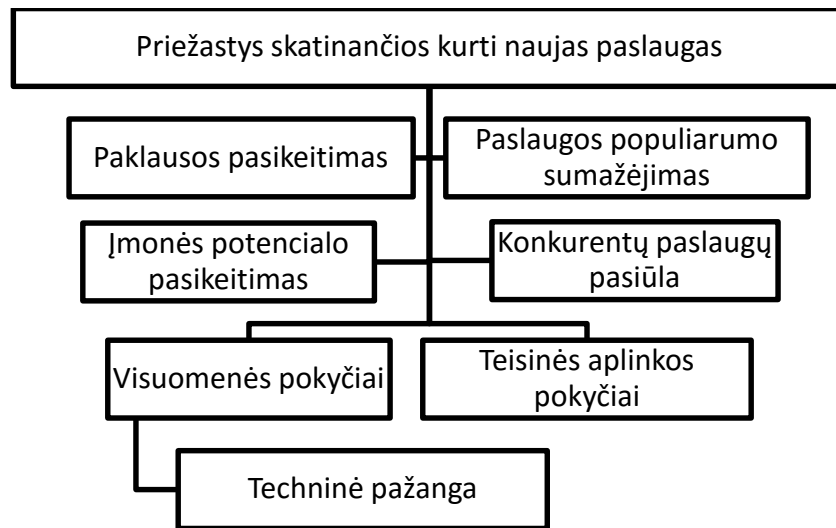 Priežastys skatinančios kurti naujas paslaugas
Paklausos pasikeitimas
Paslaugos populiarumo
sumažėjimas
Įmonės potencialo
pasikeitimas
Konkurentų paslaugų
pasiūla
Visuomenės pokyčiai
Teisinės aplinkos
pokyčiai
Techninė pažanga